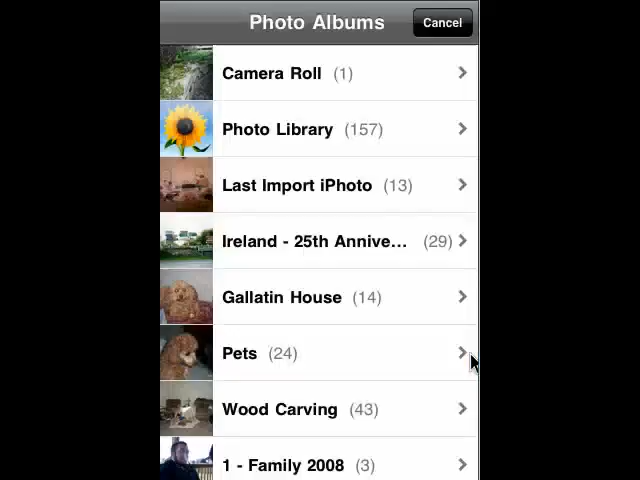 Photo Albums
Cancel
Camera Roll (1)
Photo Library (157)
Last Import iPhoto (13)
Ireland - 25th Annive... (29)
Gallatin House (14)
Pets (24)
Wood Carving (43)
1 - Family 2008 (3)